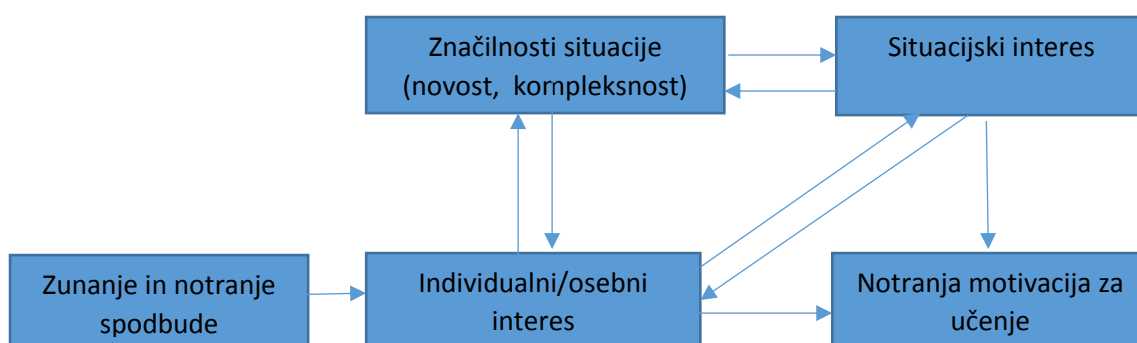 Značilnosti situacije
(novost, kompleksnost)
Situacijski interes
Zunanje in notranje
spodbude
Individualni/osebni
interes
Notranja motivacija za
učenje